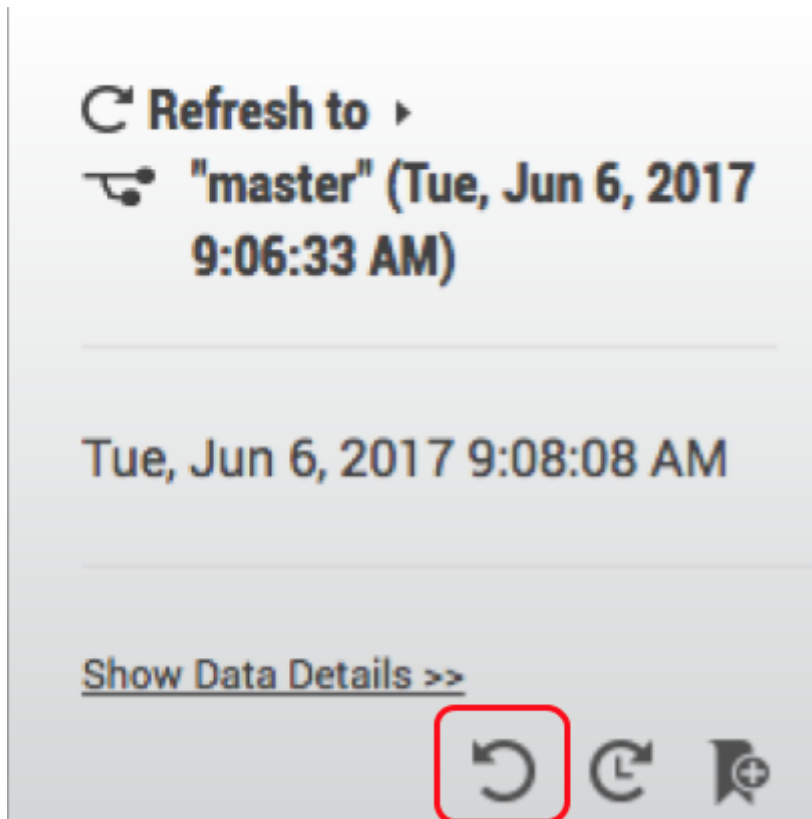 Refresh to
"master" (Tue, Jun 6, 2017
9:06:33 AM)
Tue, Jun 6, 2017 9:08:08 AM
Show Data Details >>